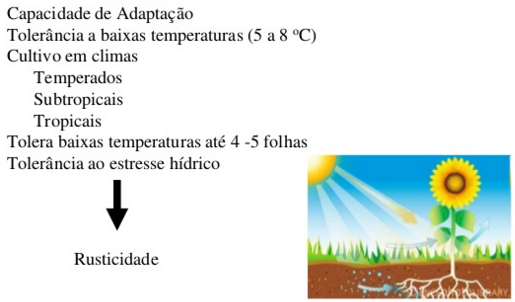 Capacidade de Adaptação
Tolerância a baixas temperaturas (5 a 8 ºC)
Cultivo em climas
Temperados
Subtropicais
Tropicais
Tolera baixas temperaturas até 4 -5 folhas
Tolerância ao estresse hídrico
Rusticidade